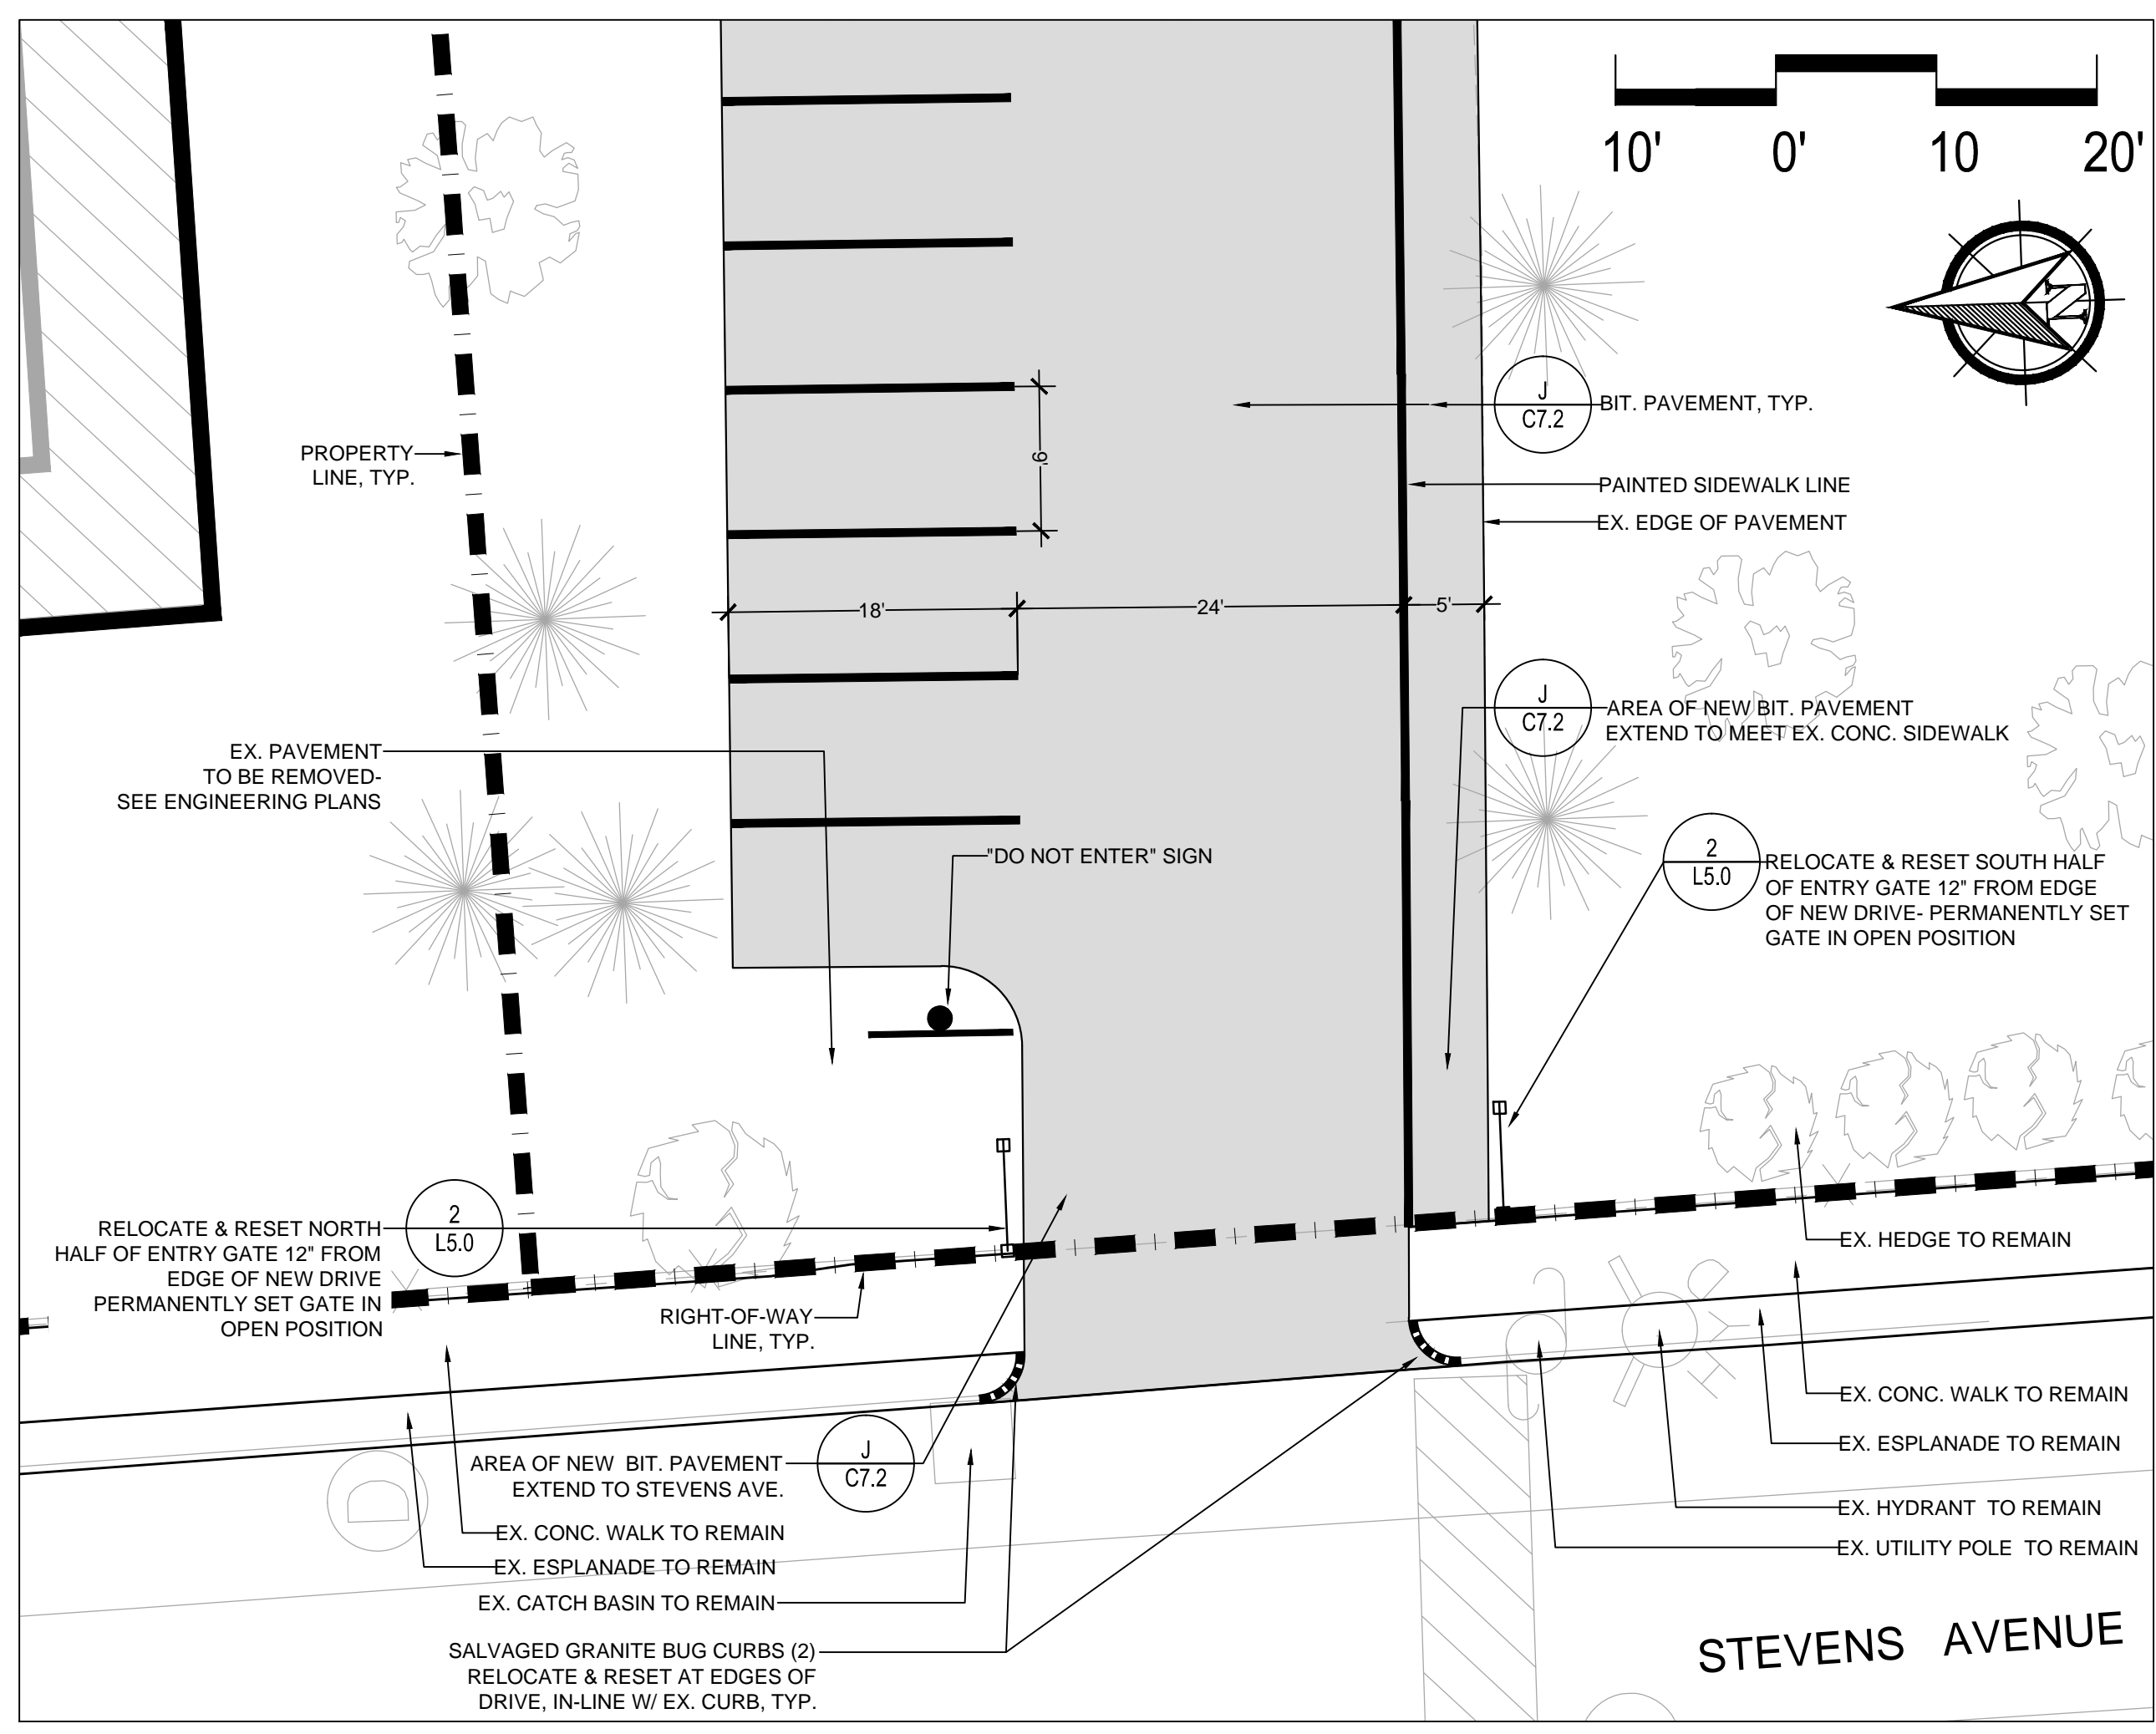 10' 0' 10 20'
N
J
C7.2
BIT. PAVEMENT, TYP.
PROPERTY
LINE, TYP.
9'
PAINTED SIDEWALK LINE
EX. EDGE OF PAVEMENT
18' 24' 5'
J
C7.2
AREA OF NEW BIT. PAVEMENT
EXTEND TO MEET EX. CONC. SIDEWALK
EX. PAVEMENT
TO BE REMOVED-
SEE ENGINEERING PLANS
"DO NOT ENTER" SIGN
2
L5.0
RELOCATE & RESET SOUTH HALF
OF ENTRY GATE 12" FROM EDGE
OF NEW DRIVE- PERMANENTLY SET
GATE IN OPEN POSITION
RELOCATE & RESET NORTH
HALF OF ENTRY GATE 12" FROM
EDGE OF NEW DRIVE
PERMANENTLY SET GATE IN
OPEN POSITION
2
L5.0
RIGHT-OF-WAY
LINE, TYP.
EX. HEDGE TO REMAIN
HYD
EX. CONC. WALK TO REMAIN
EX. ESPLANADE TO REMAIN
EX. HYDRANT TO REMAIN
EX. UTILITY POLE TO REMAIN
AREA OF NEW BIT. PAVEMENT
EXTEND TO STEVENS AVE.
J
C7.2
D
EX. CONC. WALK TO REMAIN
EX. ESPLANADE TO REMAIN
EX. CATCH BASIN TO REMAIN
SALVAGED GRANITE BUG CURBS (2)
RELOCATE & RESET AT EDGES OF
DRIVE, IN-LINE W/ EX. CURB, TYP.
STEVENS AVENUE